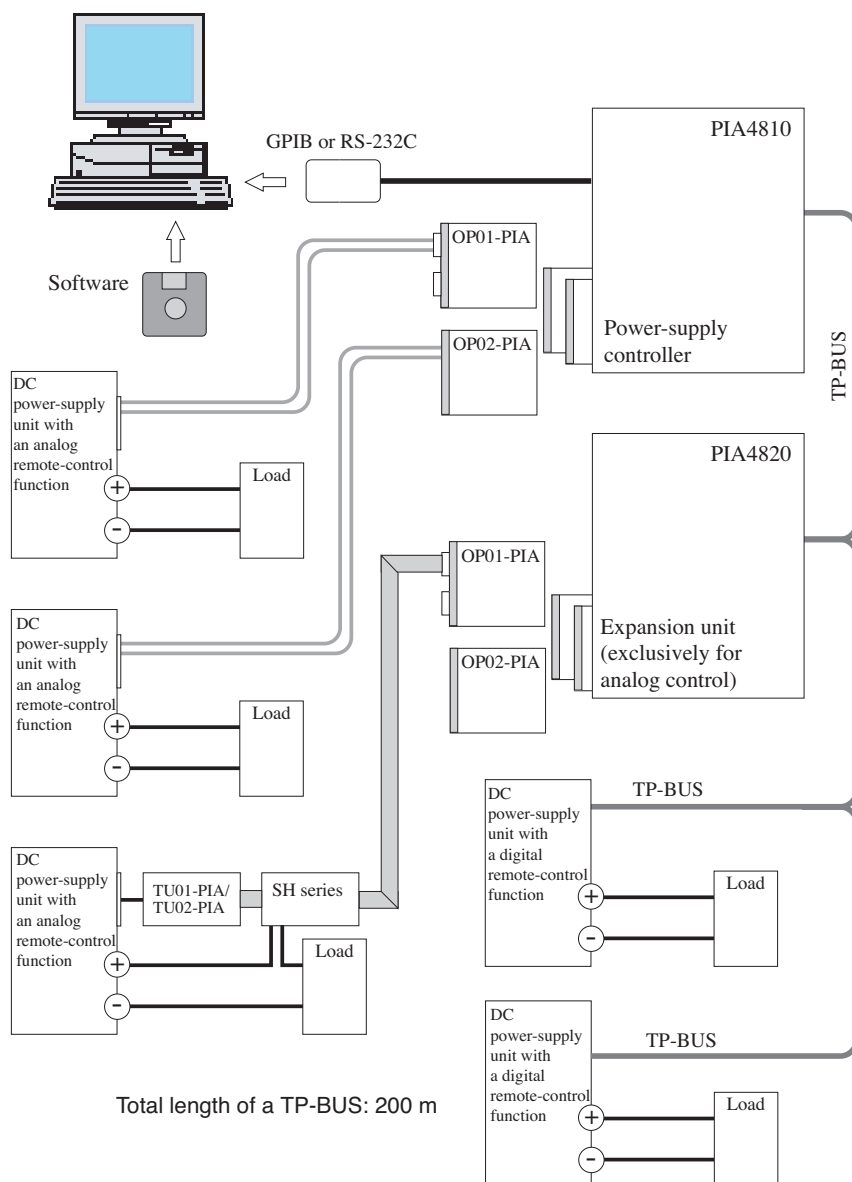 PIA4810
GPIB or RS-232C
OP01-PIA
Software
OP02-PIA
Power-supply
controller
TP-BUS
DC
power-supply
unit with
an analog
remote-control
function
+
-
Load
PIA4820
OP01-PIA
Expansion unit
(exclusively for
analog control)
OP02-PIA
DC
power-supply
unit with
an analog
remote-control
function
+
-
Load
TP-BUS
DC
power-supply
unit with
a digital
remote-control
function
+
-
Load
DC
power-supply
unit with
an analog
remote-control
function
+
-
TU01-PIA/
TU02-PIA
SH series
Load
TP-BUS
DC
power-supply
unit with
a digital
remote-control
function
+
-
Load
Total length of a TP-BUS: 200 m